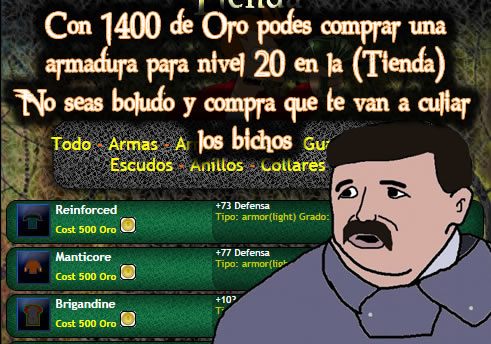 Con 1400 de Oro podes comprar una
armadura para nivel 20 en la (Tienda)
No seas boludo y compra que te van a culiar
los bichos
Todo - Armas -
Escudos - Anillos - Collares
Reinforced
Cost 500 Oro
+73 Defensa
Tipo: armor(light) Grado:
Manticore
Cost 500 Oro
+77 Defensa
Tipo:
Brigandine
Cost 500 Oro